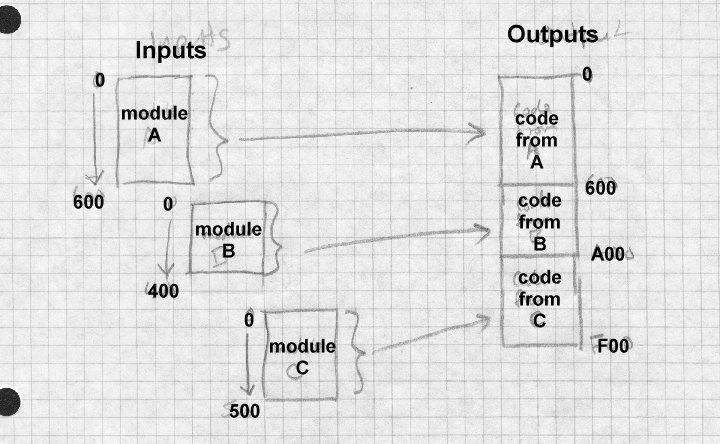 Inputs
Outputs
0
module
A
600
0
module
B
400
0
module
C
500
0
code
from
A
600
code
from
B
A00
code
from
C
F00